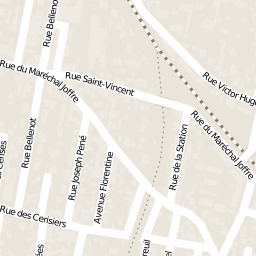 Rue Bellenot
Rue du Maréchal Joffre
Rue Saint-Vincent
Rue Victor Hugo
Rue du Maréchal Joffre
Rue Bellenot
Rue Joseph Pené
Avenue Florentine
Rue de la Station
Rue des Cerisiers